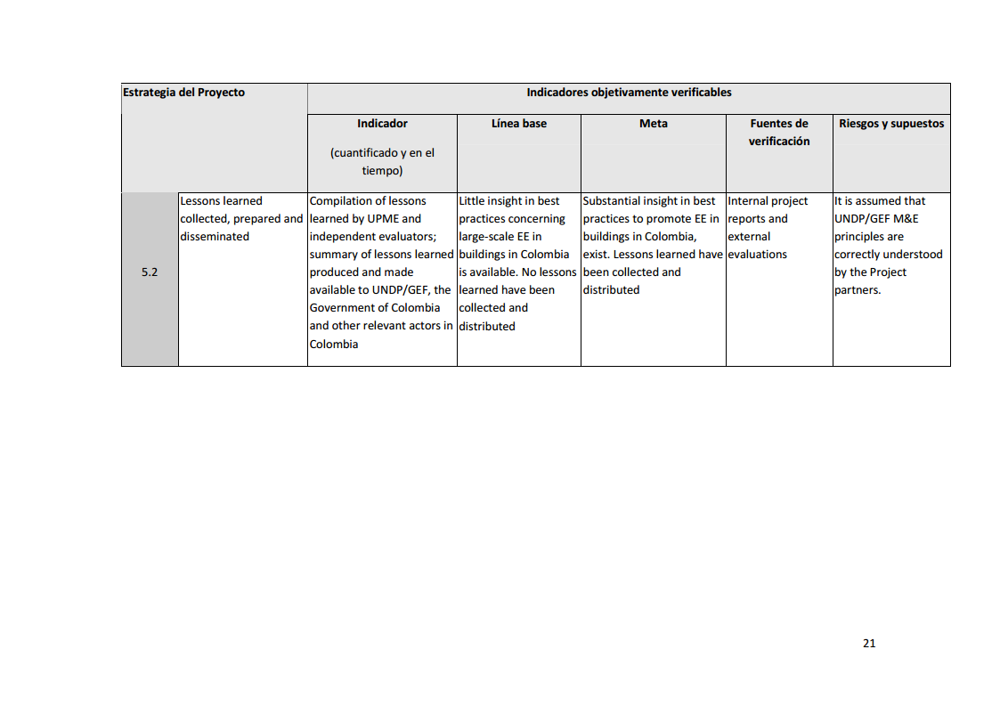 Estrategia del Proyecto
Indicadores objetivamente verificables
Indicador
(cuantificado y en el
tiempo)
Línea base
Meta
Fuentes de
verificación
Riesgos y supuestos
5.2
Lessons learned
collected, prepared and
disseminated
Compilation of lessons
learned by UPME and
independent evaluators;
summary of lessons learned
produced and made
available to UNDP/GEF, the
Government of Colombia
and other relevant actors in
Colombia
Little insight in best
practices concerning
large-scale EE in
buildings in Colombia
is available. No lessons
learned have been
collected and
distributed
Substantial insight in best
practices to promote EE in
buildings in Colombia,
exist. Lessons learned have
been collected and
distributed
Internal project
reports and
external
evaluations
It is assumed that
UNDP/GEF M&E
principles are
correctly understood
by the Project
partners.
21